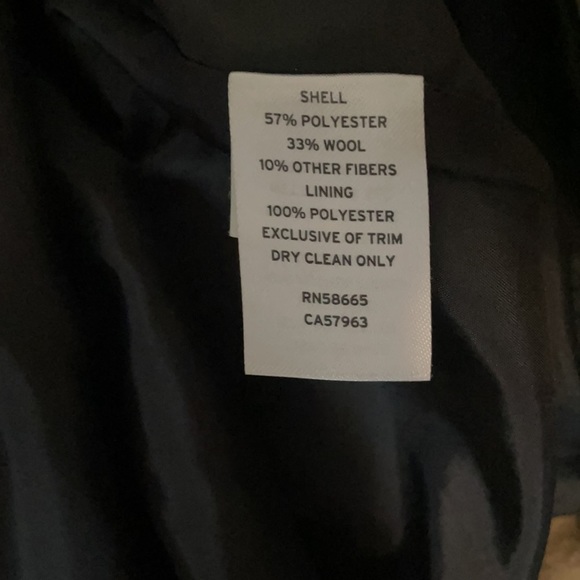 SHELL
57% POLYESTER
33% WOOL
10% OTHER FIBERS
LINING
100% POLYESTER
EXCLUSIVE OF TRIM
DRY CLEAN ONLY
RN58665
CA57963